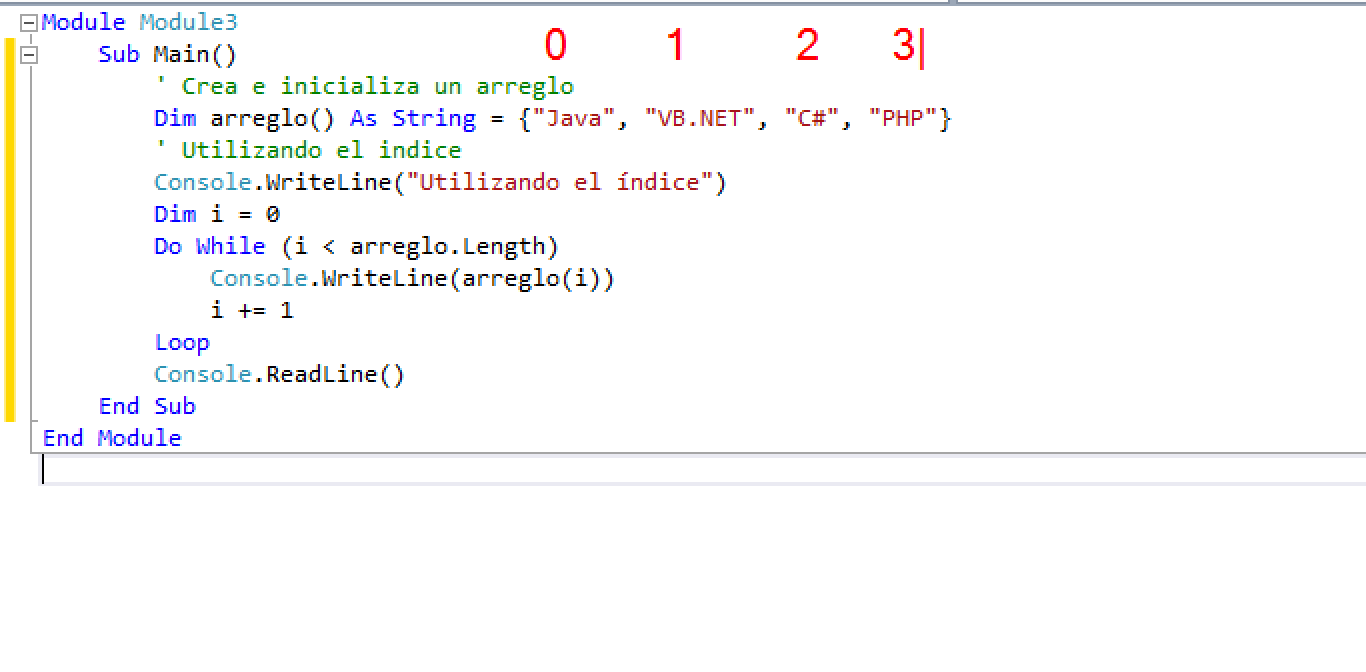 Module Module3
0 1 2 3|
Sub Main()
' Crea e inicializa un arreglo
Dim arreglo() As String = {"Java", "VB.NET", "C#", "PHP"}
' Utilizando el indice
Console.WriteLine("Utilizando el índice")
Dim i = 0
Do While (i < arreglo.Length)
Console.WriteLine(arreglo(i))
i += 1
Loop
Console.ReadLine()
End Sub
End Module